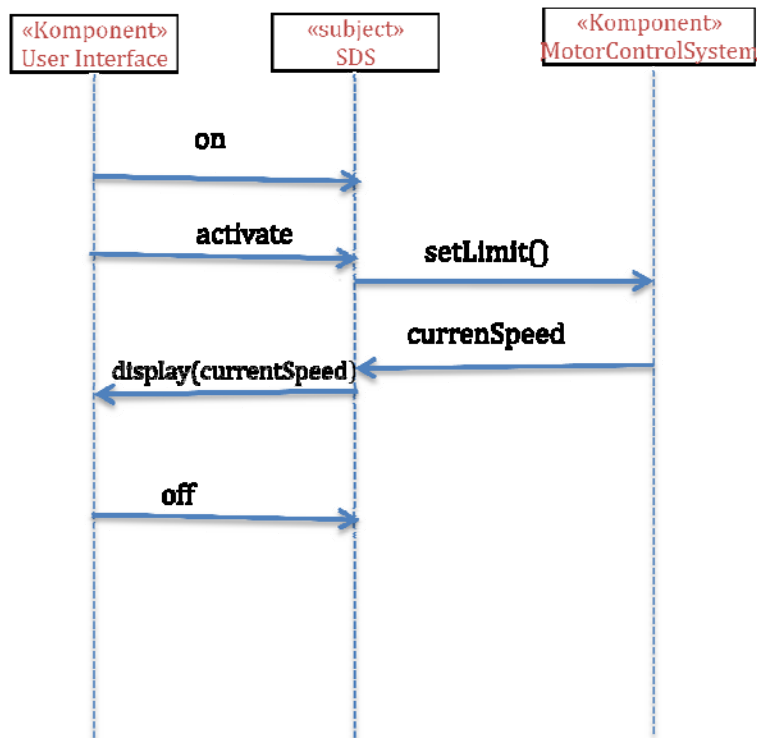 «Komponent»
User Interface
«subject»
SDS
«Komponent»
MotorControlSystem
on
activate
setLimit()
currenSpeed
display(currentSpeed)
off